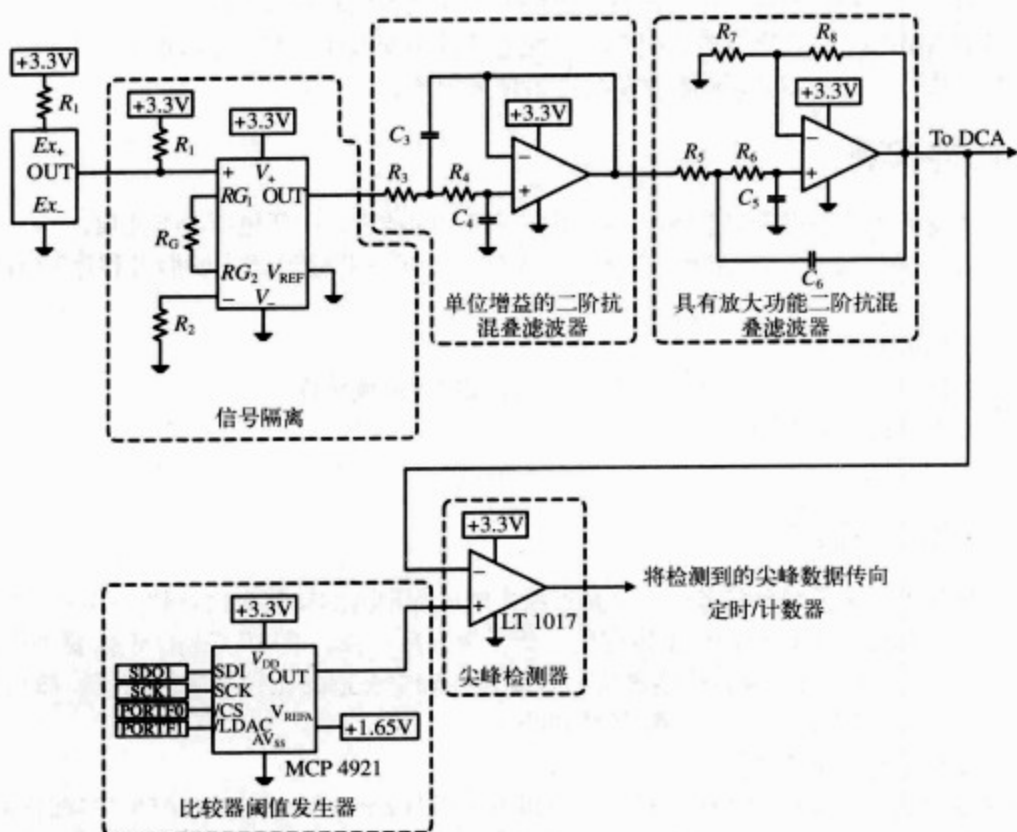 +3.3V
R₁
Ex₊
OUT
Ex₋
+3.3V
R₁
+3.3V
+ V₊
RG₁ OUT
R_G
RG₂ V_REF
− V₋
R₂
信号隔离
C₃
R₃
R₄
C₄
+3.3V
−
+
单位增益的二阶抗
混叠滤波器
R₇
R₈
+3.3V
R₅
R₆
C₅
−
+
C₆
To DCA
具有放大功能二阶抗混
叠滤波器
+3.3V
−
+
LT 1017
尖峰检测器
将检测到的尖峰数据传向
定时/计数器
+3.3V
V_DD
SDO1 SDI OUT
SCK1 SCK
PORTF0 /CS V_REFA +1.65V
PORTF1 /LDAC
AV_SS
MCP 4921
比较器阈值发生器